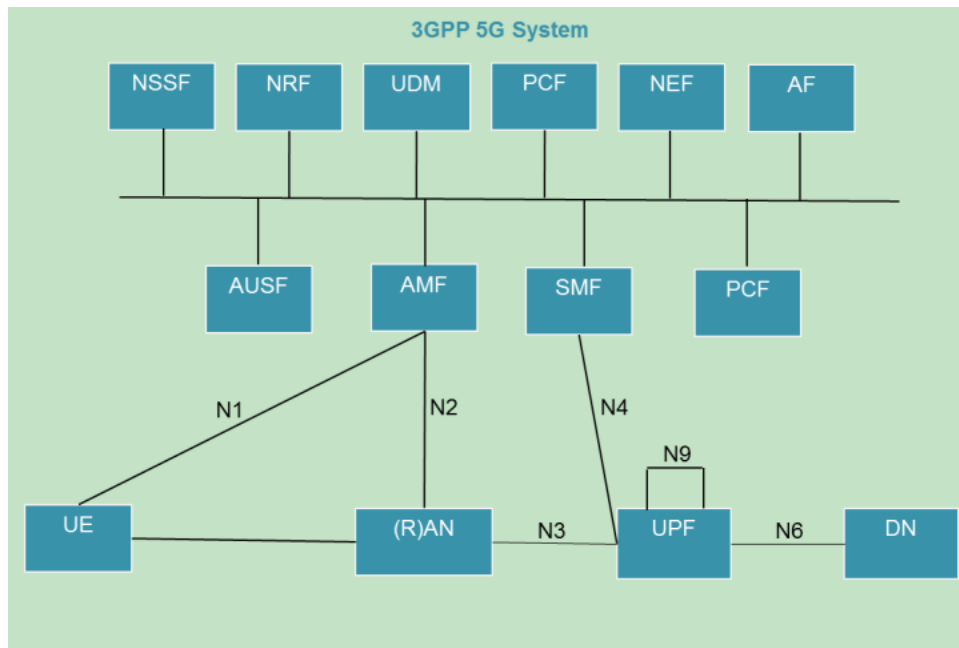 3GPP 5G System
NSSF
NRF
UDM
PCF
NEF
AF
AUSF
AMF
SMF
PCF
N1
N2
N4
N9
UE
(R)AN
N3
UPF
N6
DN